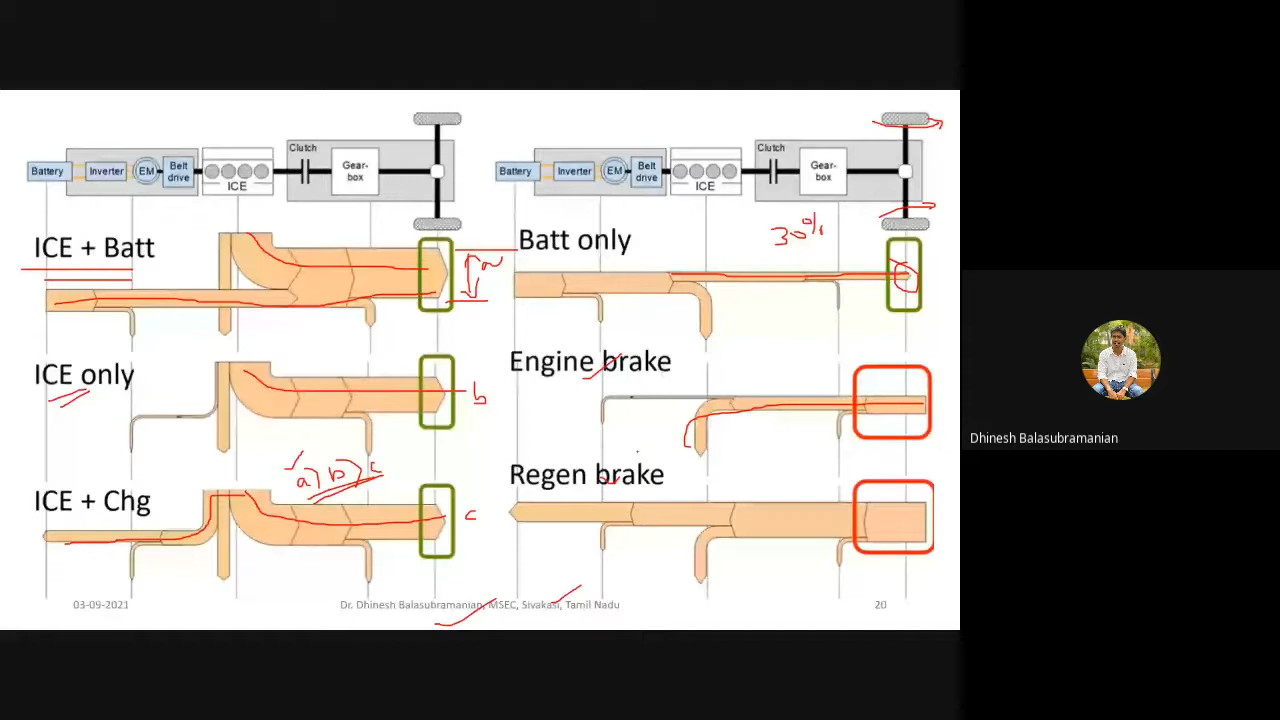 Clutch
Battery
Inverter
EM
Belt
drive
ICE
Gear-
box
ICE + Batt
a
ICE only
b
a > b > c
ICE + Chg
c
Clutch
Battery
Inverter
EM
Belt
drive
ICE
Gear-
box
30%
Batt only
Engine brake
Regen brake
03-09-2021
Dr. Dhinesh Balasubramanian, MSEC, Sivakasi, Tamil Nadu
20
Dhinesh Balasubramanian